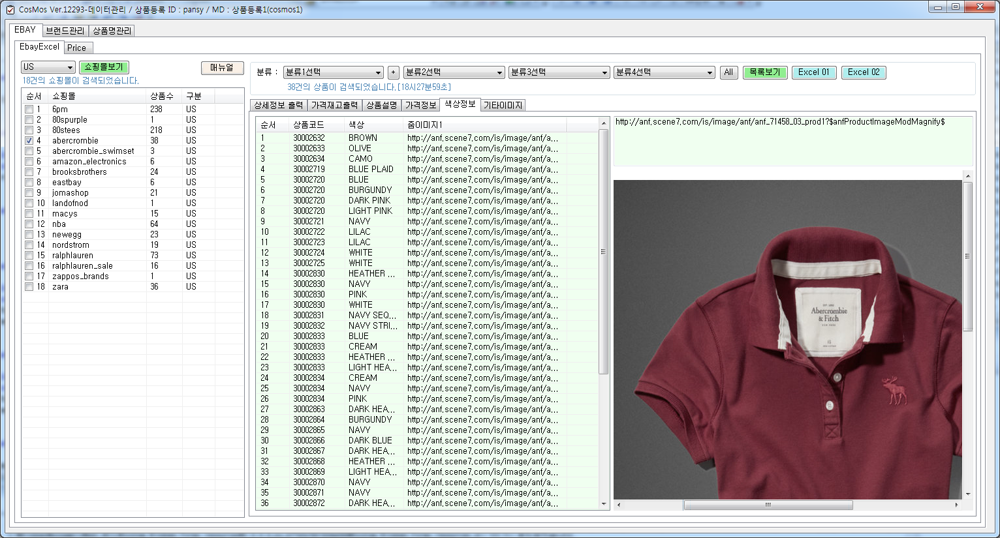 CosMos Ver.12293-데이터관리 / 상품등록 ID : pansy / MD : 상품등록1(cosmos1)
EBAY 브랜드관리 상품명관리
EbayExcel Price
US 쇼핑몰보기 매뉴얼
18건의 쇼핑몰이 검색되었습니다.
순서 쇼핑몰 상품수 구분
1 6pm 238 US
2 80spurple 1 US
3 80stees 218 US
4 abercrombie 38 US
5 abercrombie_swimset 3 US
6 amazon_electronics 6 US
7 brooksbrothers 24 US
8 eastbay 6 US
9 jomashop 21 US
10 landofnod 1 US
11 macys 15 US
12 nba 64 US
13 newegg 23 US
14 nordstrom 19 US
15 ralphlauren 73 US
16 ralphlauren_sale 16 US
17 zappos_brands 1 US
18 zara 36 US
분류 : 분류1선택 + 분류2선택 분류3선택 분류4선택 All 목록보기 Excel 01 Excel 02
38건의 상품이 검색되었습니다.[18시27분59초]
상세정보 출력 가격재고출력 상품설명 가격정보 색상정보 기타이미지
순서 상품코드 색상 줌이미지1
1 30002632 BROWN http://anf.scene7.com/is/image/anf/a...
2 30002633 OLIVE http://anf.scene7.com/is/image/anf/a...
3 30002634 CAMO http://anf.scene7.com/is/image/anf/a...
4 30002719 BLUE PLAID http://anf.scene7.com/is/image/anf/a...
5 30002720 BLUE http://anf.scene7.com/is/image/anf/a...
6 30002720 BURGUNDY http://anf.scene7.com/is/image/anf/a...
7 30002720 DARK PINK http://anf.scene7.com/is/image/anf/a...
8 30002720 LIGHT PINK http://anf.scene7.com/is/image/anf/a...
9 30002721 NAVY http://anf.scene7.com/is/image/anf/a...
10 30002722 LILAC http://anf.scene7.com/is/image/anf/a...
11 30002723 LILAC http://anf.scene7.com/is/image/anf/a...
12 30002724 WHITE http://anf.scene7.com/is/image/anf/a...
13 30002725 WHITE http://anf.scene7.com/is/image/anf/a...
14 30002830 HEATHER ... http://anf.scene7.com/is/image/anf/a...
15 30002830 NAVY http://anf.scene7.com/is/image/anf/a...
16 30002830 PINK http://anf.scene7.com/is/image/anf/a...
17 30002830 WHITE http://anf.scene7.com/is/image/anf/a...
18 30002831 NAVY SEQ... http://anf.scene7.com/is/image/anf/a...
19 30002832 NAVY STRI... http://anf.scene7.com/is/image/anf/a...
20 30002833 BLUE http://anf.scene7.com/is/image/anf/a...
21 30002833 CREAM http://anf.scene7.com/is/image/anf/a...
22 30002833 HEATHER ... http://anf.scene7.com/is/image/anf/a...
23 30002833 LIGHT HEA... http://anf.scene7.com/is/image/anf/a...
24 30002834 CREAM http://anf.scene7.com/is/image/anf/a...
25 30002834 NAVY http://anf.scene7.com/is/image/anf/a...
26 30002834 PINK http://anf.scene7.com/is/image/anf/a...
27 30002863 DARK HEA... http://anf.scene7.com/is/image/anf/a...
28 30002864 BURGUNDY http://anf.scene7.com/is/image/anf/a...
29 30002865 NAVY http://anf.scene7.com/is/image/anf/a...
30 30002866 DARK BLUE http://anf.scene7.com/is/image/anf/a...
31 30002867 DARK HEA... http://anf.scene7.com/is/image/anf/a...
32 30002868 HEATHER ... http://anf.scene7.com/is/image/anf/a...
33 30002869 LIGHT HEA... http://anf.scene7.com/is/image/anf/a...
34 30002870 NAVY http://anf.scene7.com/is/image/anf/a...
35 30002871 NAVY http://anf.scene7.com/is/image/anf/a...
36 30002872 DARK HEA... http://anf.scene7.com/is/image/anf/a...
http://anf.scene7.com/is/image/anf/anf_71458_03_prod1?$anfProductImageModMagnify$
Abercrombie
& Fitch